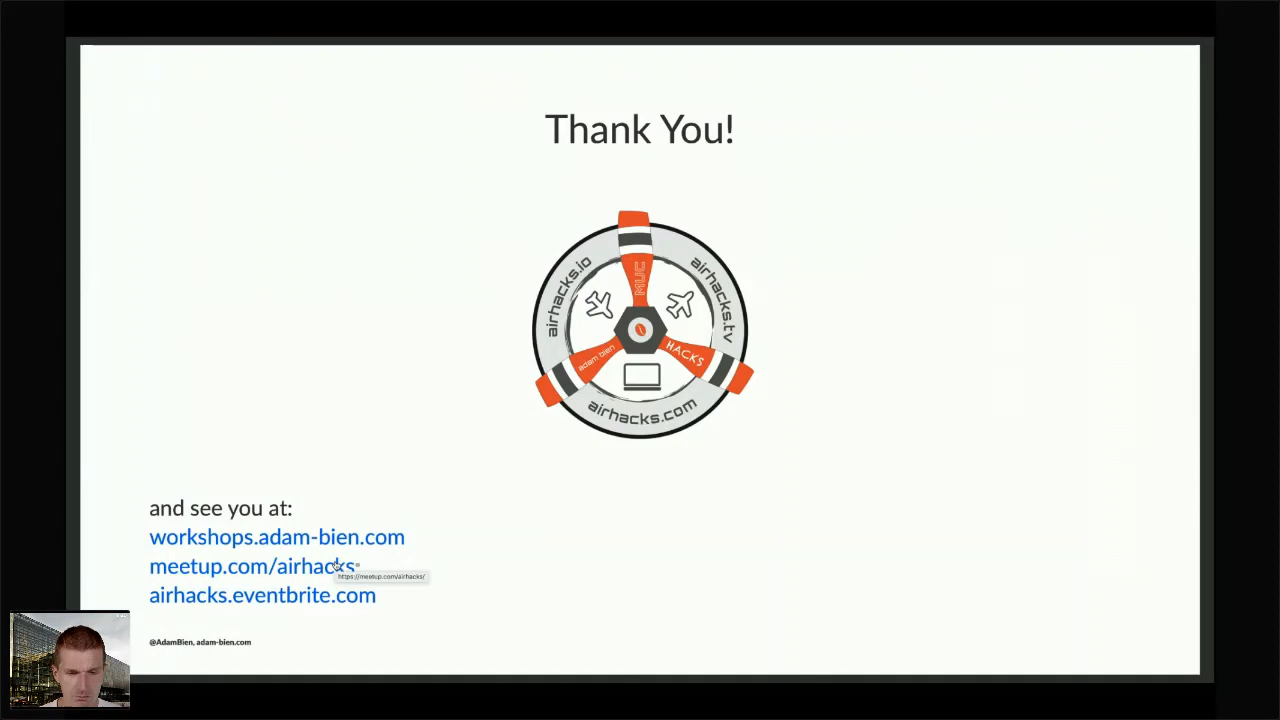 Thank You!
airhacks.io
MUC
airhacks.tv
adam bien
HACKS
airhacks.com
and see you at:
workshops.adam-bien.com
meetup.com/airhacks
https://meetup.com/airhacks/
airhacks.eventbrite.com
@AdamBien, adam-bien.com